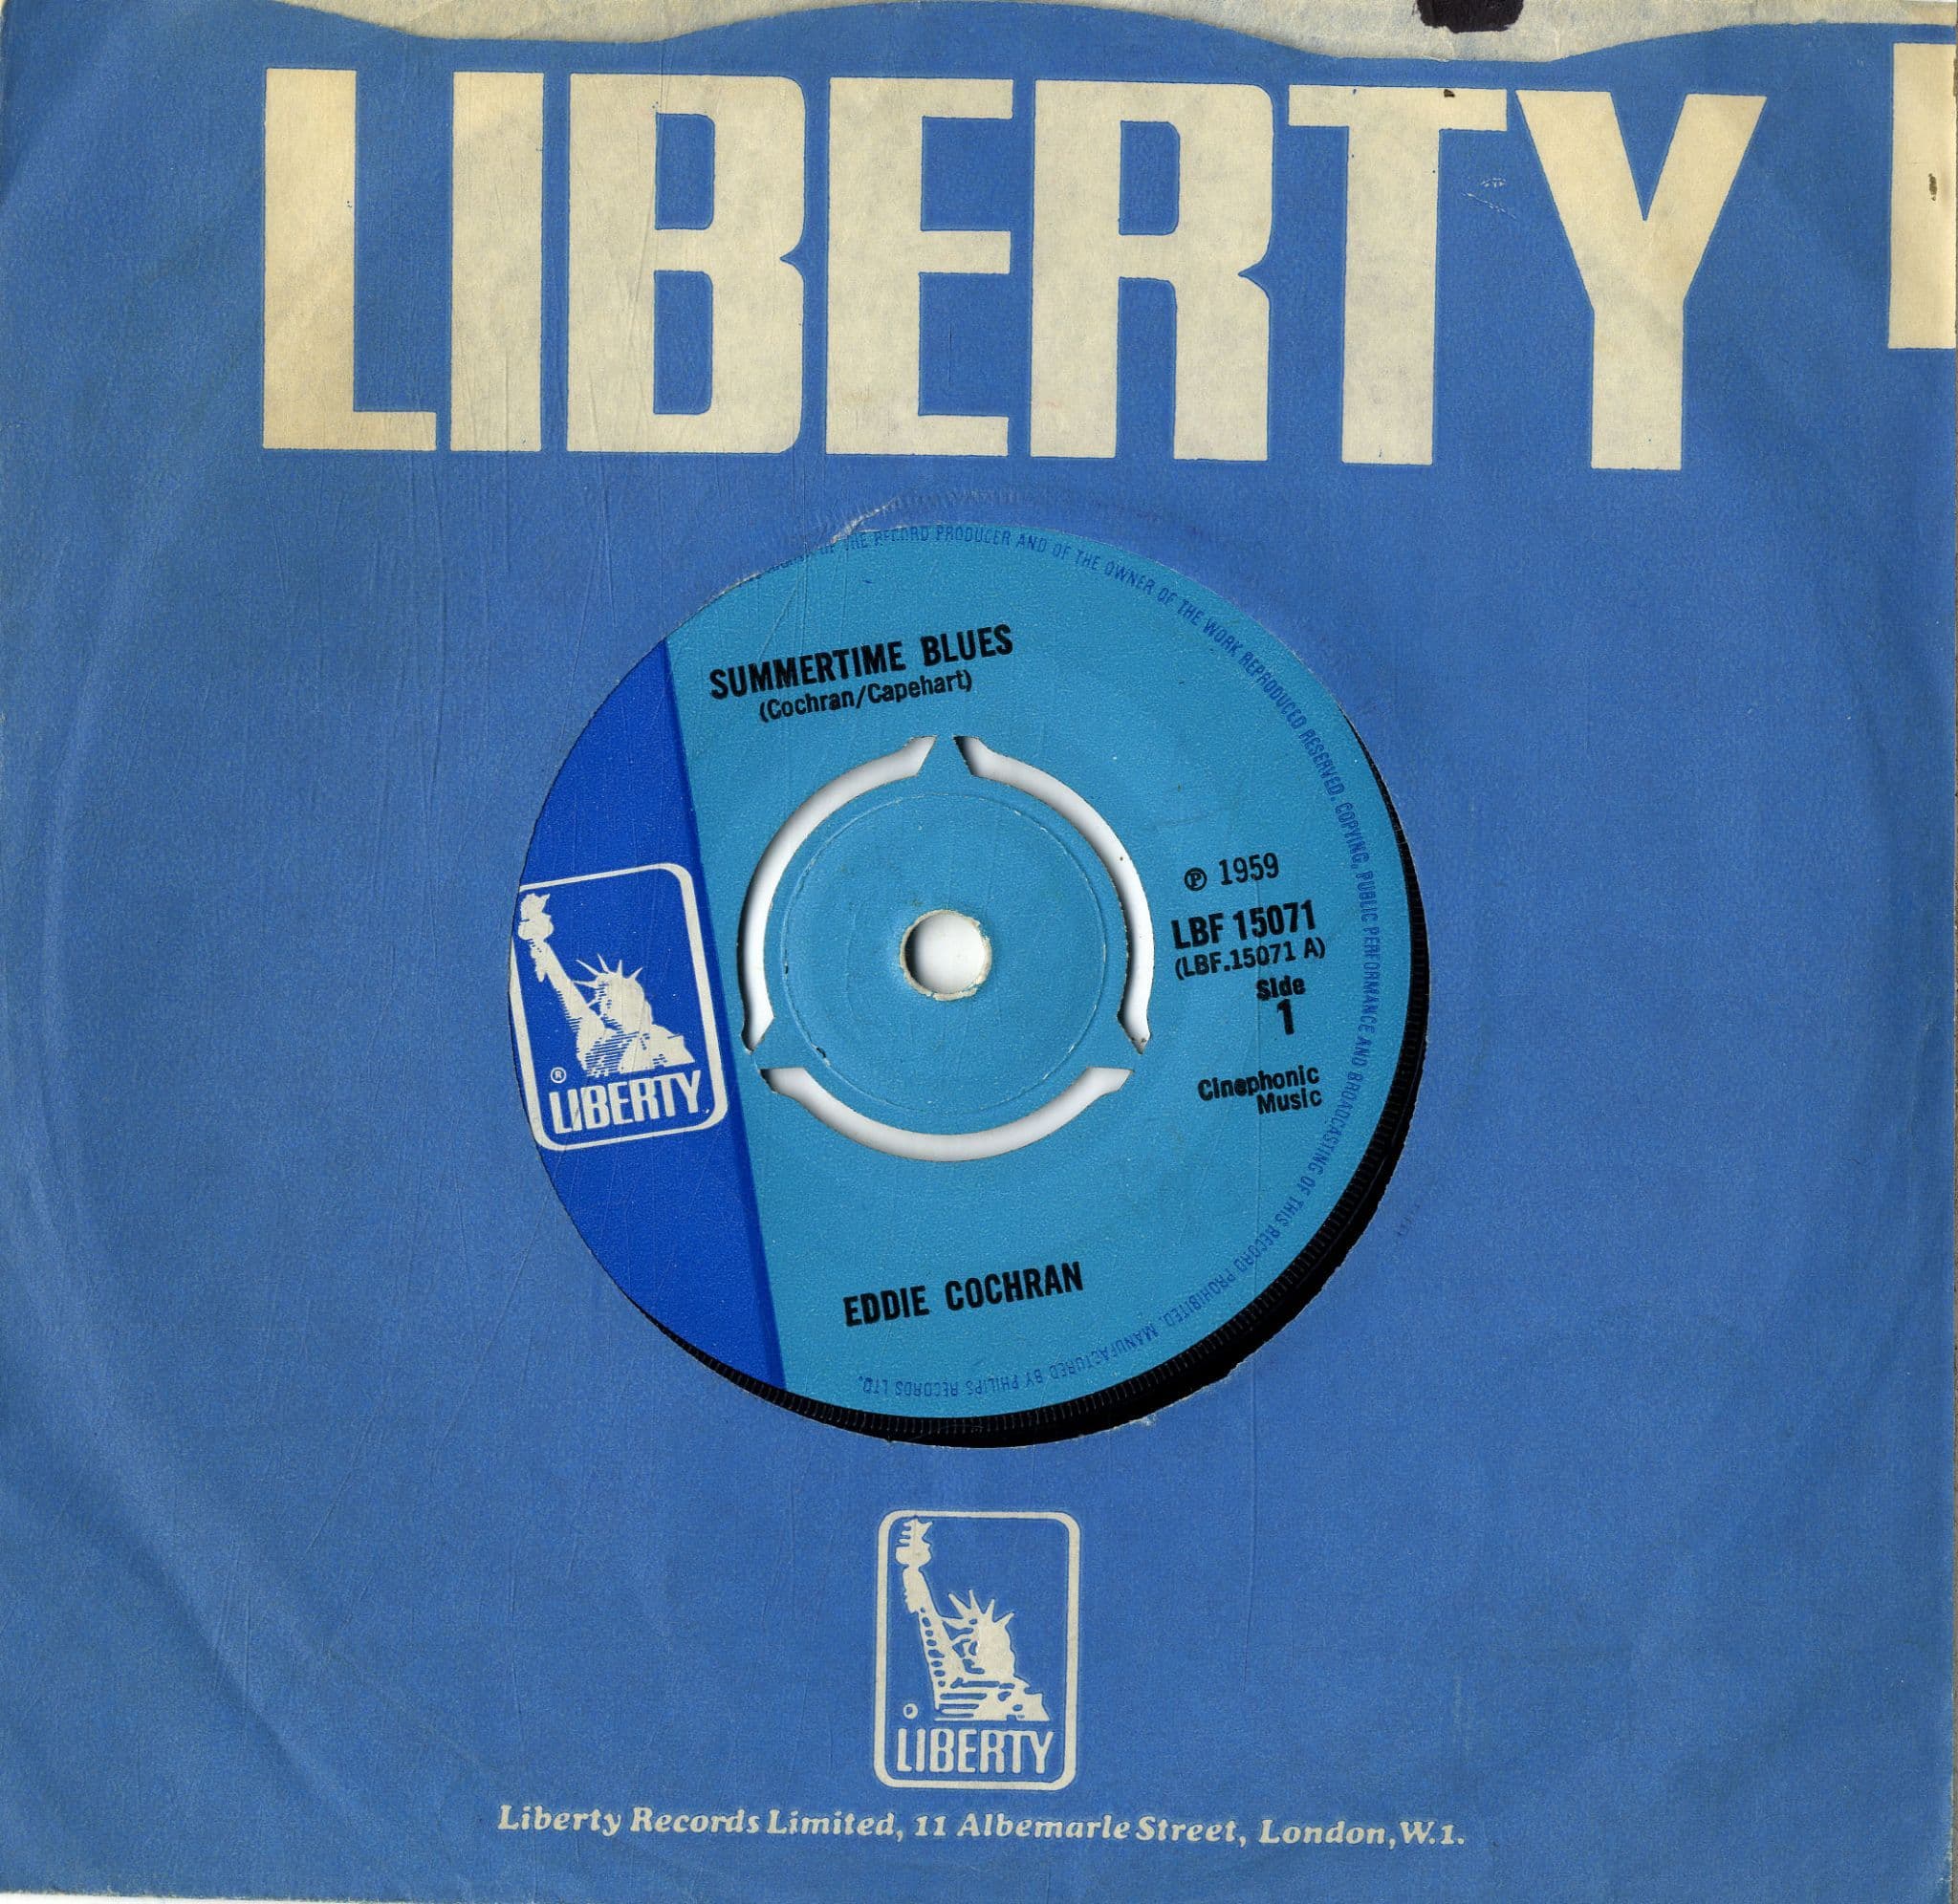 LIBERTY
OF THE RECORD PRODUCER AND OF THE OWNER OF THE WORK REPRODUCED RESERVED. COPYING, PUBLIC PERFORMANCE AND BROADCASTING OF THIS RECORD PROHIBITED. MANUFACTURED BY PHILIPS RECORDS LTD.
SUMMERTIME BLUES
(Cochran/Capehart)
℗ 1959
LBF 15071
(LBF.15071 A)
Side
1
Cinephonic
Music
® LIBERTY
EDDIE COCHRAN
LIBERTY
Liberty Records Limited, 11 Albemarle Street, London, W.1.